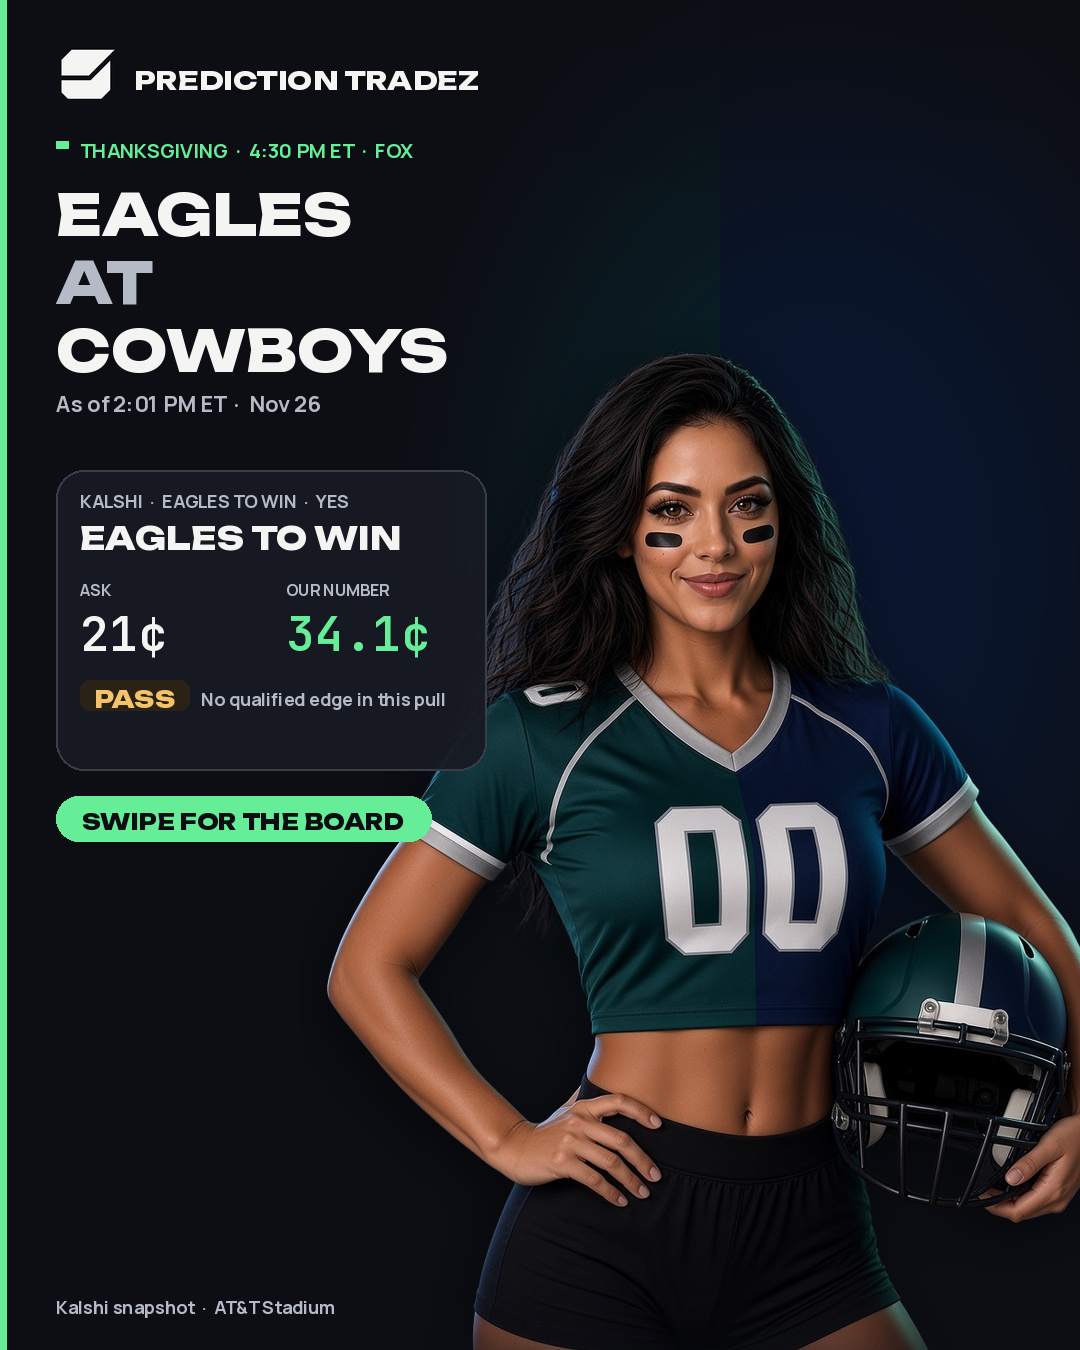 PREDICTION TRADEZ
THANKSGIVING · 4:30 PM ET · FOX
EAGLES
AT
COWBOYS
As of 2:01 PM ET · Nov 26
KALSHI · EAGLES TO WIN · YES
EAGLES TO WIN
ASK
OUR NUMBER
21¢
34.1¢
PASS
No qualified edge in this pull
SWIPE FOR THE BOARD
0
00
Kalshi snapshot · AT&T Stadium